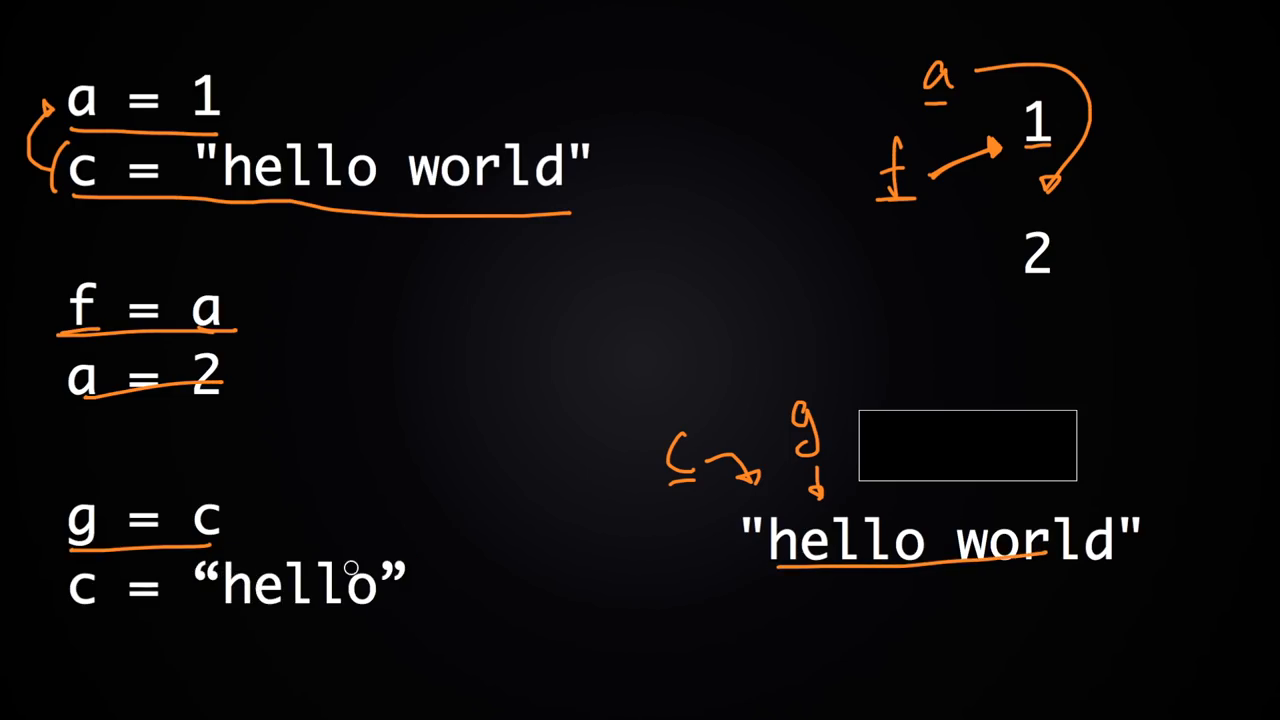 a = 1
c = "hello world"
f = a
a = 2
g = c
c = “hello”
a
1
f
2
g
c
"hello world"